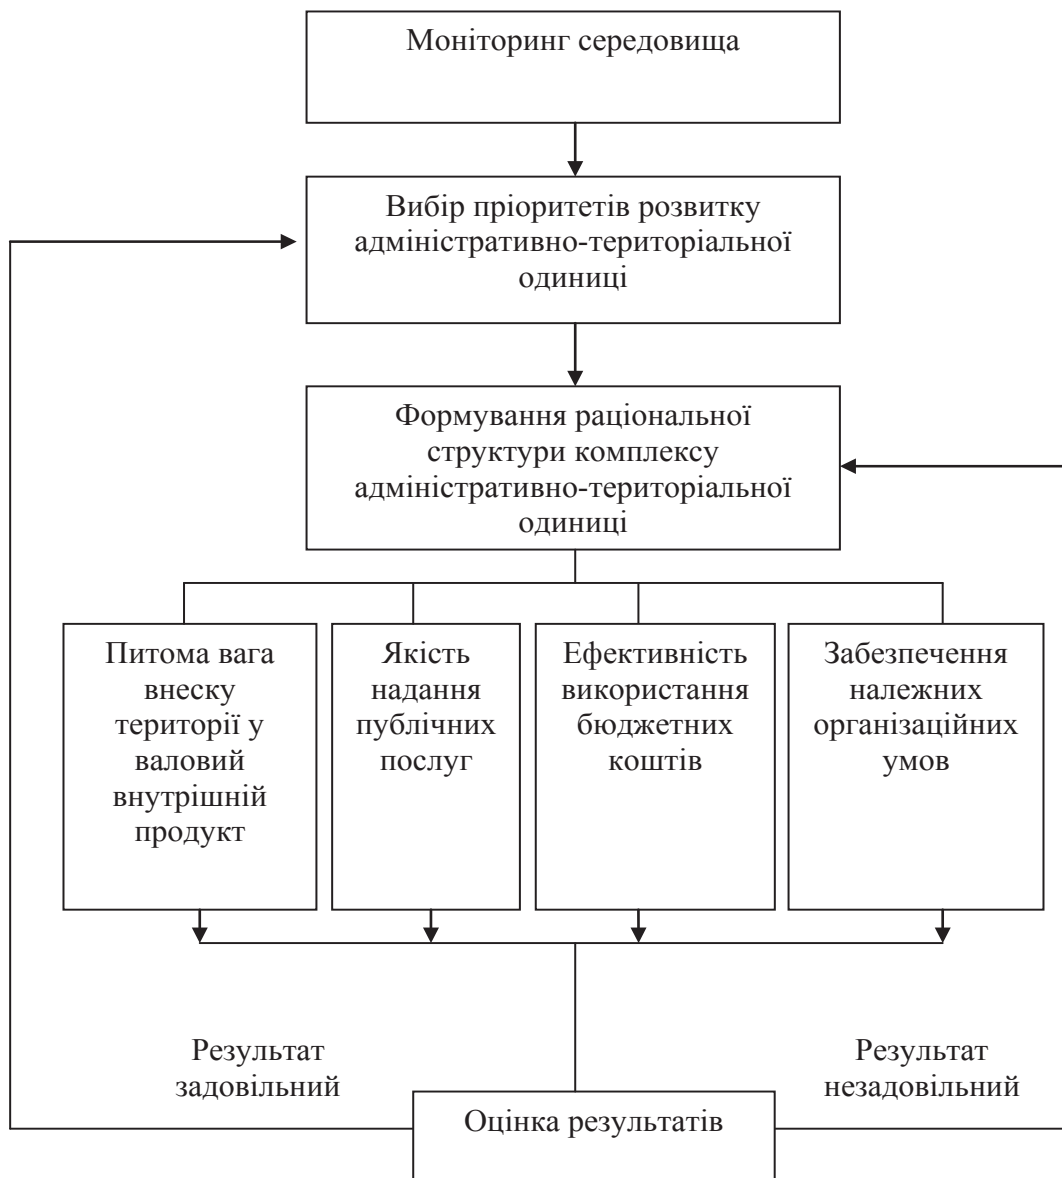 Моніторинг середовища
Вибір пріоритетів розвитку
адміністративно-територіальної
одиниці
Формування раціональної
структури комплексу
адміністративно-територіальної
одиниці
Питома вага
внеску
території у
валовий
внутрішній
продукт
Якість
надання
публічних
послуг
Ефективність
використання
бюджетних
коштів
Забезпечення
належних
організаційних
умов
Результат
задовільний
Результат
незадовільний
Оцінка результатів